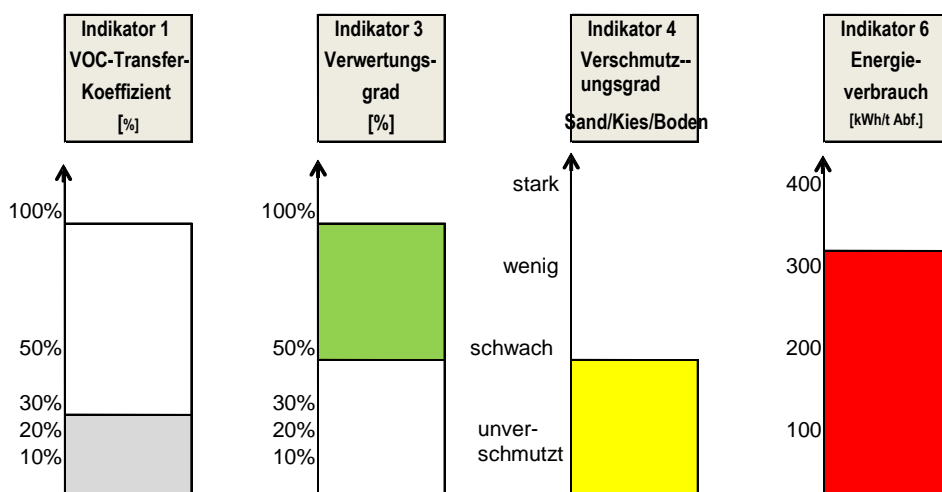 Indikator 1
VOC-Transfer-
Koeffizient
[%]
Indikator 3
Verwertungs-
grad
[%]
Indikator 4
Verschmutz--
ungsgrad
Sand/Kies/Boden
Indikator 6
Energie-
verbrauch
[kWh/t Abf.]
100%
50%
30%
20%
10%
100%
50%
30%
20%
10%
stark
wenig
schwach
unver-
schmutzt
400
300
200
100